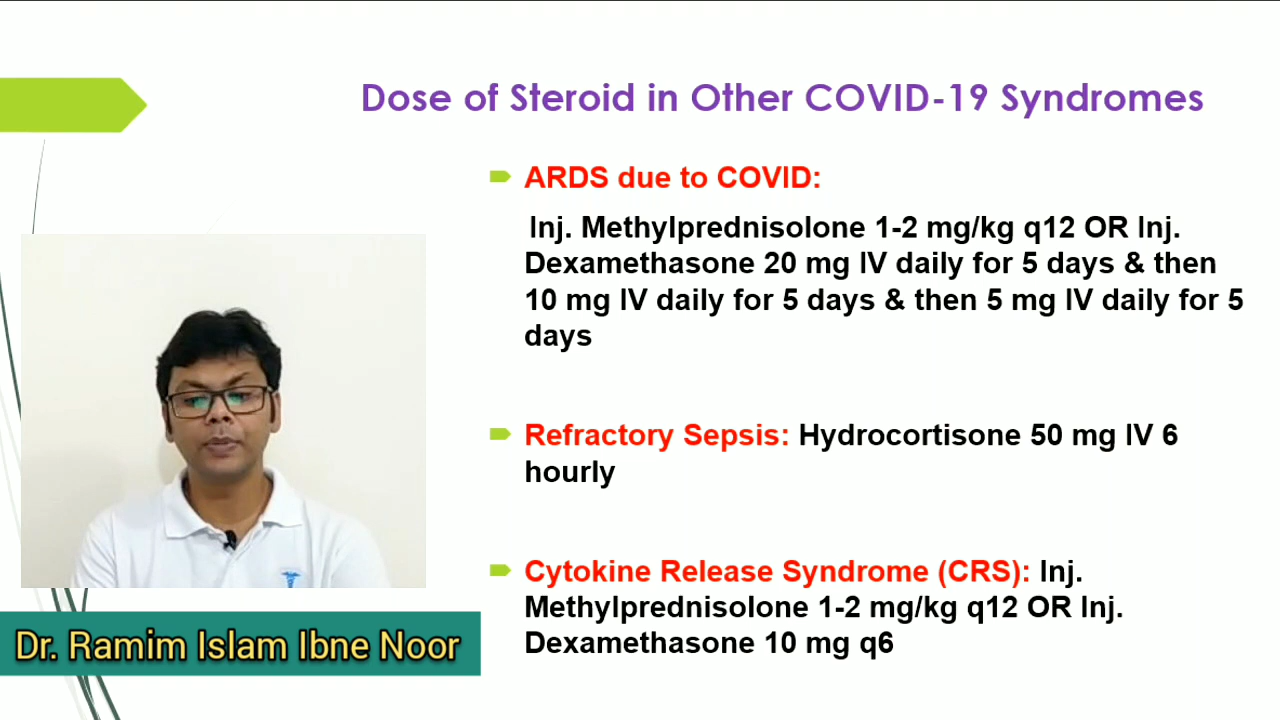 Dose of Steroid in Other COVID-19 Syndromes
ARDS due to COVID:
Inj. Methylprednisolone 1-2 mg/kg q12 OR Inj.
Dexamethasone 20 mg IV daily for 5 days & then
10 mg IV daily for 5 days & then 5 mg IV daily for 5
days
Refractory Sepsis: Hydrocortisone 50 mg IV 6
hourly
Cytokine Release Syndrome (CRS): Inj.
Methylprednisolone 1-2 mg/kg q12 OR Inj.
Dexamethasone 10 mg q6
Dr. Ramim Islam Ibne Noor